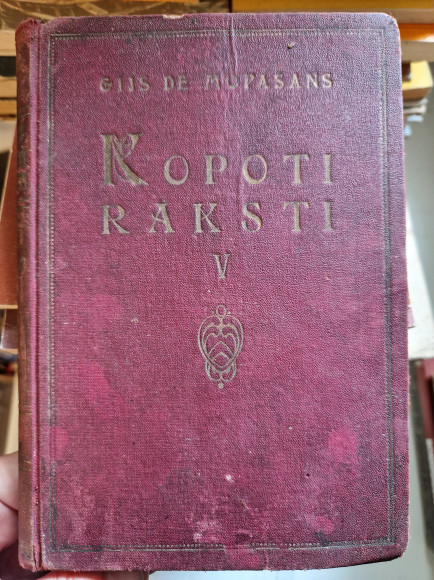 GIJS DE MOPASANS
KOPOTI
RAKSTI
V